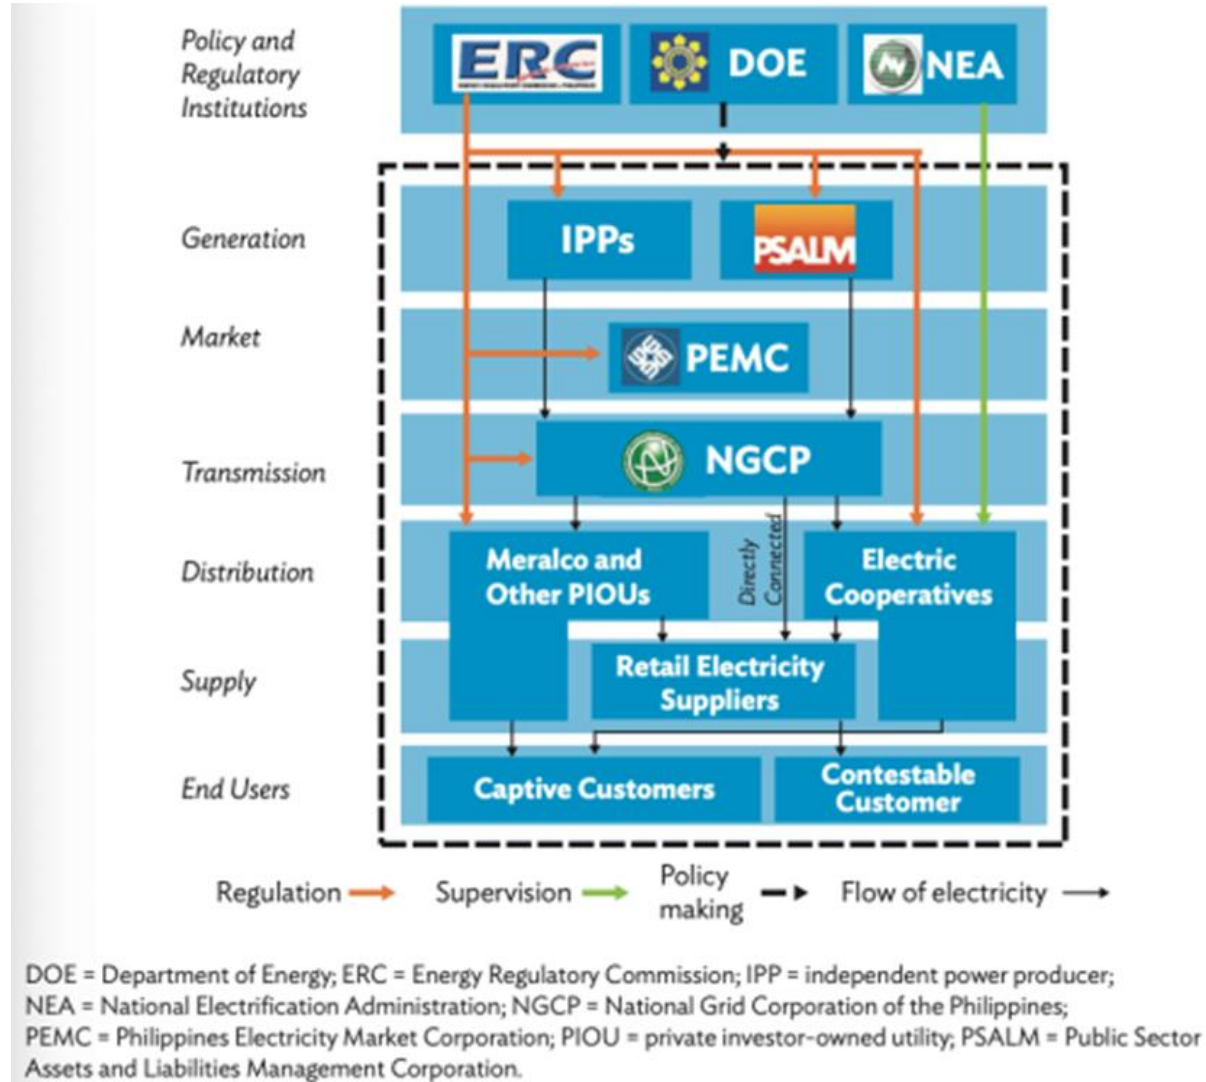 Policy and
Regulatory
Institutions
ERC
DOE
NEA
Generation
IPPs
PSALM
Market
PEMC
Transmission
NGCP
Distribution
Meralco and
Other PIOUs
Directly
Connected
Electric
Cooperatives
Supply
Retail Electricity
Suppliers
End Users
Captive Customers
Contestable
Customer
Regulation
Supervision
Policy
making
Flow of electricity
DOE = Department of Energy; ERC = Energy Regulatory Commission; IPP = independent power producer;
NEA = National Electrification Administration; NGCP = National Grid Corporation of the Philippines;
PEMC = Philippines Electricity Market Corporation; PIOU = private investor-owned utility; PSALM = Public Sector
Assets and Liabilities Management Corporation.